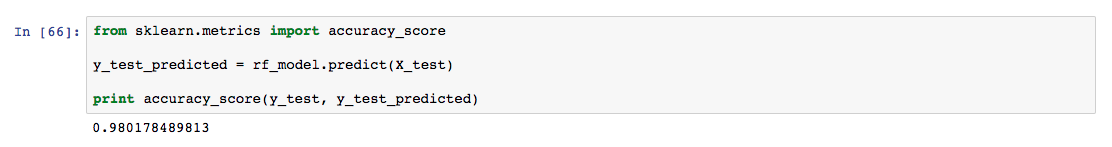 In [66]: from sklearn.metrics import accuracy_score
y_test_predicted = rf_model.predict(X_test)
print accuracy_score(y_test, y_test_predicted)
0.980178489813